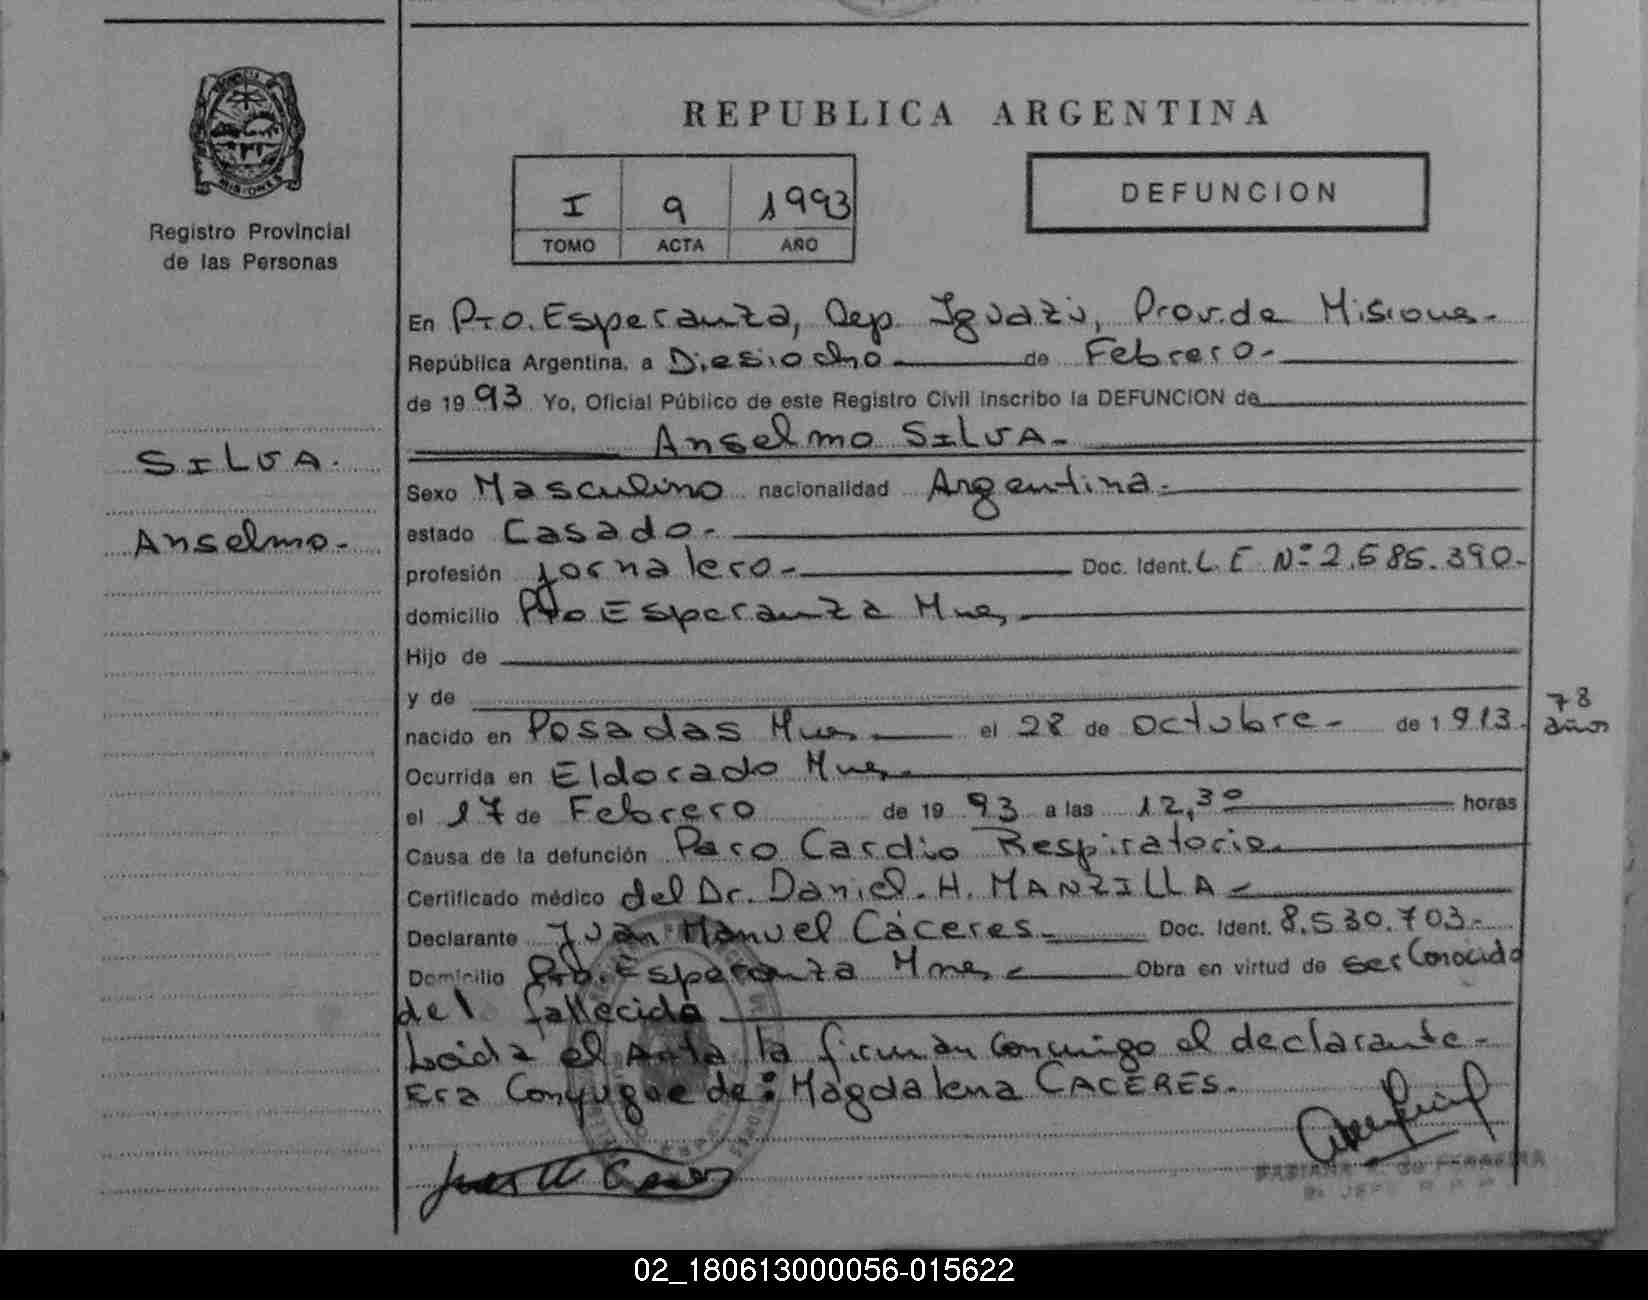 REPUBLICA ARGENTINA
MISIONES
Registro Provincial
de las Personas
I 9 1993
TOMO ACTA AÑO
DEFUNCION
SILVA.
Anselmo-
En Pto. Esperanza, Dep. Iguazú, Prov. de Misiones-
República Argentina, a Diesiocho de Febrero-
de 1993 Yo, Oficial Público de este Registro Civil inscribo la DEFUNCION de
Anselmo SILVA-
Sexo Masculino nacionalidad Argentina-
estado Casado-
profesión Jornalero- Doc. Ident. L.E. Nº 2.585.390-
domicilio Pto Esperanza Mnes,
Hijo de
y de
nacido en Posadas Mnes el 28 de octubre- de 1913- 78
años
Ocurrida en Eldorado Mnes-
el 17 de Febrero de 1993 a las 12,30 horas
Causa de la defunción Paro Cardio Respiratorio-
Certificado médico del Dr. Daniel. H. MANZILLA-
Declarante Juan Manuel Cáceres- Doc. Ident. 8.530.703-
Domicilio Pto. Esperanza Mnes- Obra en virtud de ser Conocido
del fallecido
Leida el Acta la firman Conmigo el declarante-
Era Conyugue de: Magdalena CACERES.
02_180613000056-015622